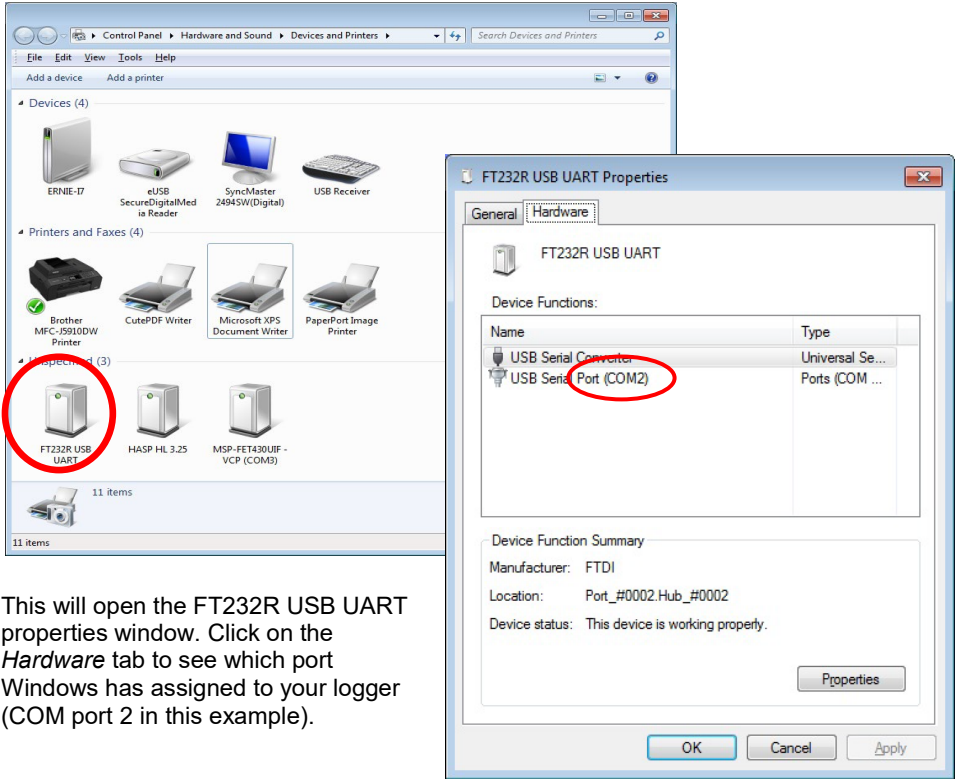 Control Panel ▸ Hardware and Sound ▸ Devices and Printers ▸
Search Devices and Printers
File Edit View Tools Help
Add a device Add a printer
Devices (4)
ERNIE-I7
eUSB
SecureDigitalMed
ia Reader
SyncMaster
2494SW(Digital)
USB Receiver
Printers and Faxes (4)
Brother
MFC-J5910DW
Printer
CutePDF Writer
Microsoft XPS
Document Writer
PaperPort Image
Printer
Unspecified (3)
FT232R USB
UART
HASP HL 3.25
MSP-FET430UIF -
VCP (COM3)
11 items
11 items
FT232R USB UART Properties
General Hardware
FT232R USB UART
Device Functions:
Name Type
USB Serial Converter Universal Se...
USB Serial Port (COM2) Ports (COM ...
Device Function Summary
Manufacturer: FTDI
Location: Port_#0002.Hub_#0002
Device status: This device is working properly.
Properties
OK Cancel Apply
This will open the FT232R USB UART
properties window. Click on the
Hardware tab to see which port
Windows has assigned to your logger
(COM port 2 in this example).